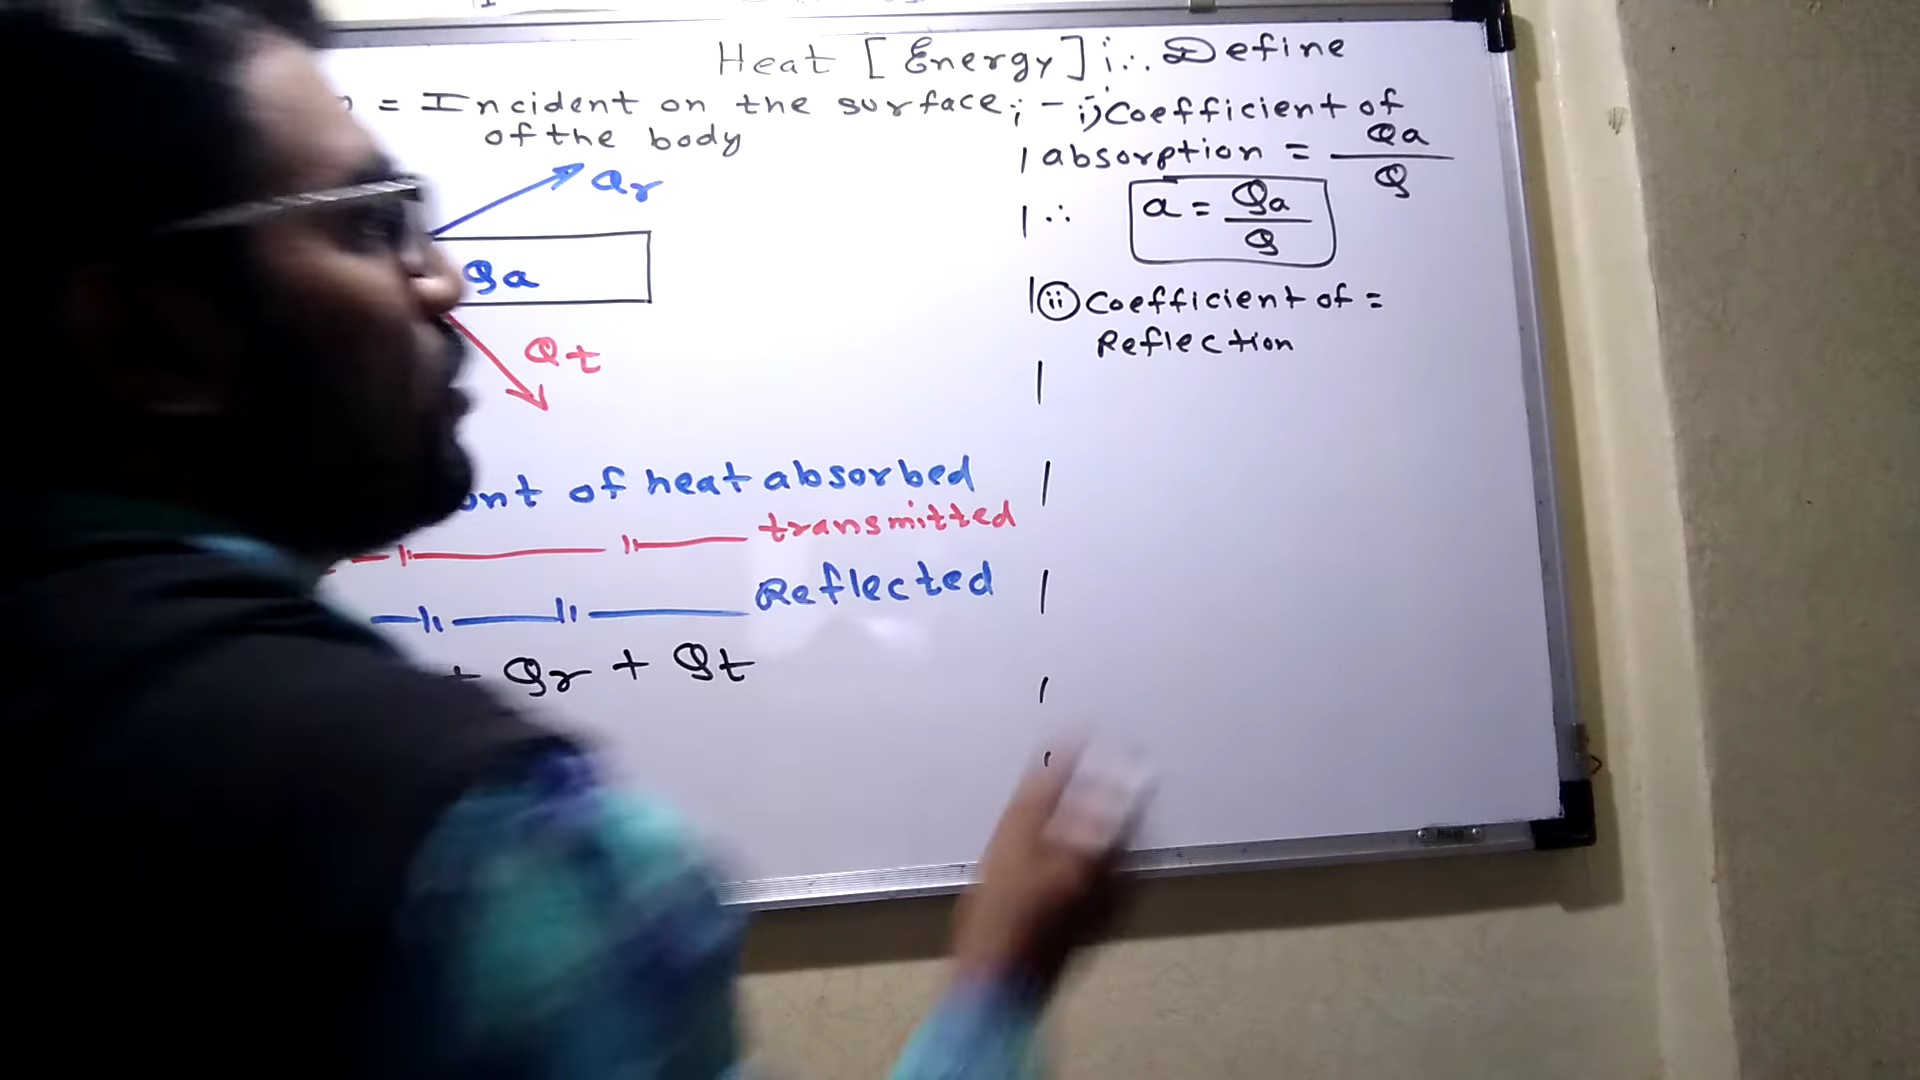 Heat [Energy] ∴ Define
= Incident on the surface; - i) Coefficient of
of the body
absorption = Qa/Q
Qr
∴ a = Qa/Q
Qa
ii) Coefficient of =
Reflection
Qt
of heat absorbed
transmitted
Reflected
+ Qr + Qt